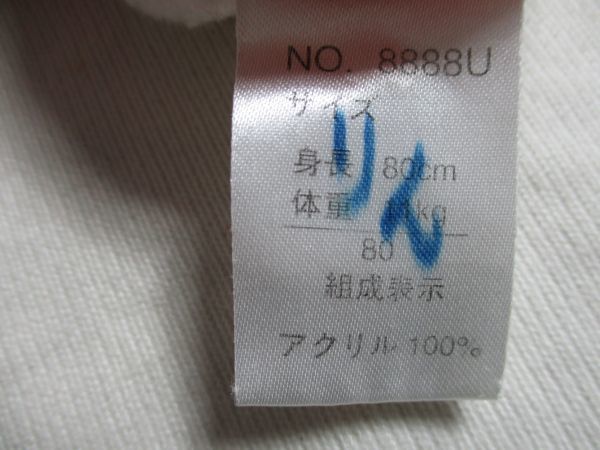 NO. 8888U
サイズ
りん
身長 80cm
体重 11kg
80
組成表示
アクリル 100%